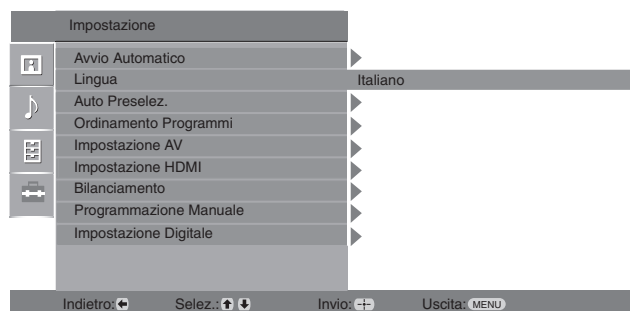 Impostazione
Avvio Automatico
Lingua Italiano
Auto Preselez.
Ordinamento Programmi
Impostazione AV
Impostazione HDMI
Bilanciamento
Programmazione Manuale
Impostazione Digitale
Indietro: Selez.: Invio: Uscita: MENU